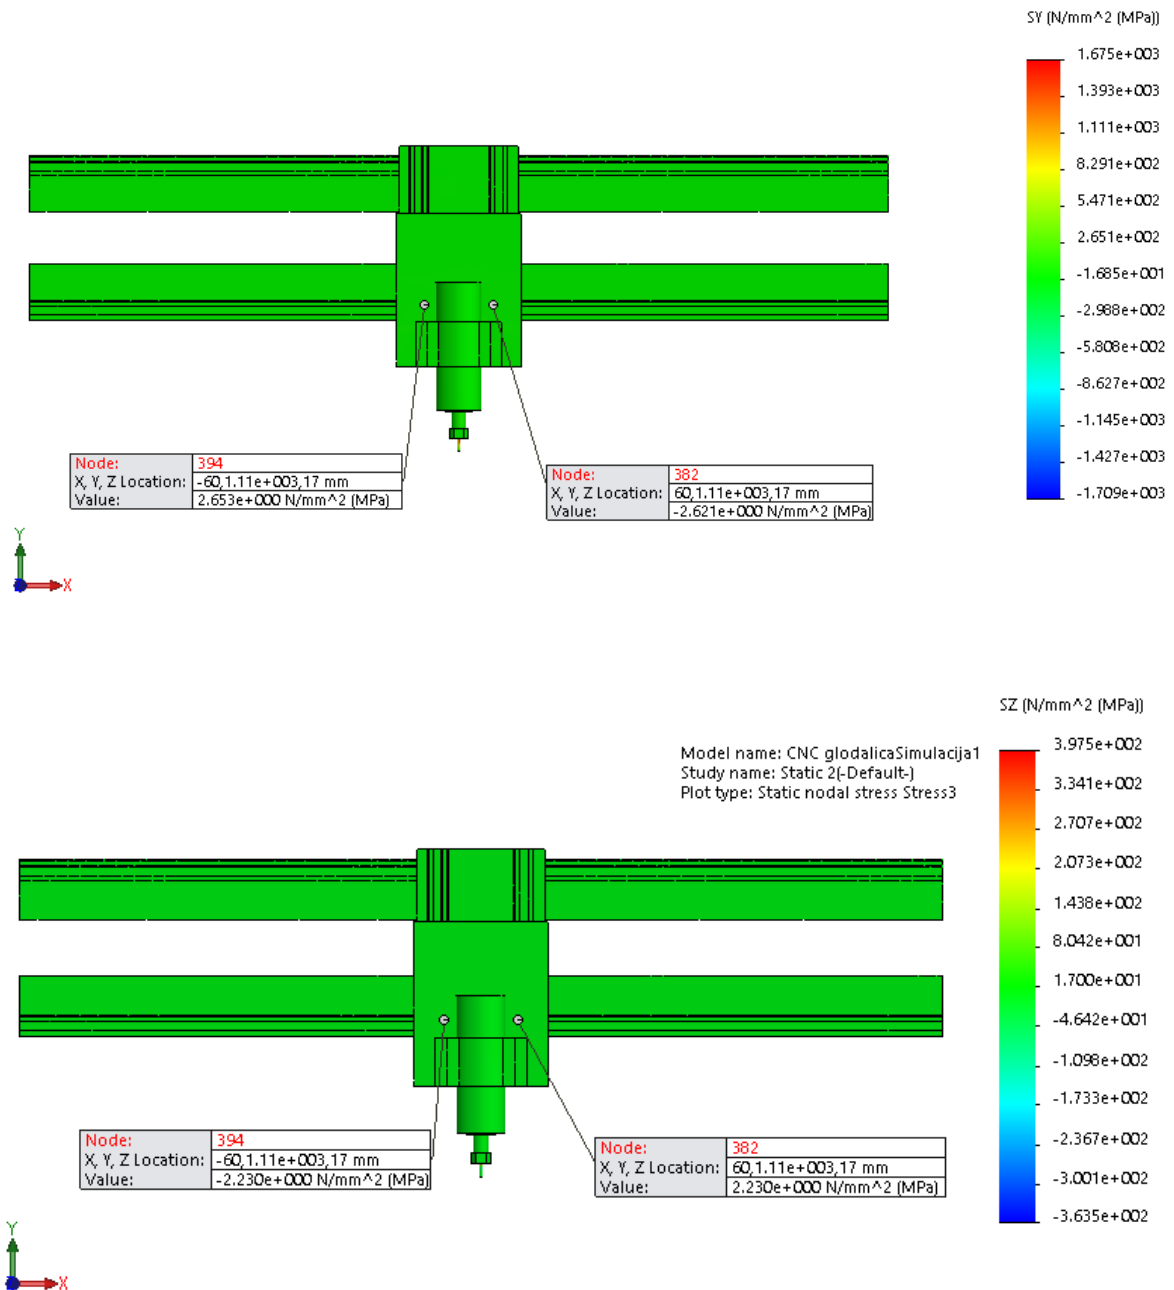 SY (N/mm^2 (MPa))
1.675e+003
1.393e+003
1.111e+003
8.291e+002
5.471e+002
2.651e+002
-1.685e+001
-2.988e+002
-5.808e+002
-8.627e+002
-1.145e+003
-1.427e+003
-1.709e+003
Node: 394
X, Y, Z Location: -60,1.11e+003,17 mm
Value: 2.653e+000 N/mm^2 (MPa)
Node: 382
X, Y, Z Location: 60,1.11e+003,17 mm
Value: -2.621e+000 N/mm^2 (MPa)
Y
X
SZ (N/mm^2 (MPa))
Model name: CNC glodalicaSimulacija1
Study name: Static 2(-Default-)
Plot type: Static nodal stress Stress3
3.975e+002
3.341e+002
2.707e+002
2.073e+002
1.438e+002
8.042e+001
1.700e+001
-4.642e+001
-1.098e+002
-1.733e+002
-2.367e+002
-3.001e+002
-3.635e+002
Node: 394
X, Y, Z Location: -60,1.11e+003,17 mm
Value: -2.230e+000 N/mm^2 (MPa)
Node: 382
X, Y, Z Location: 60,1.11e+003,17 mm
Value: 2.230e+000 N/mm^2 (MPa)
Y
X